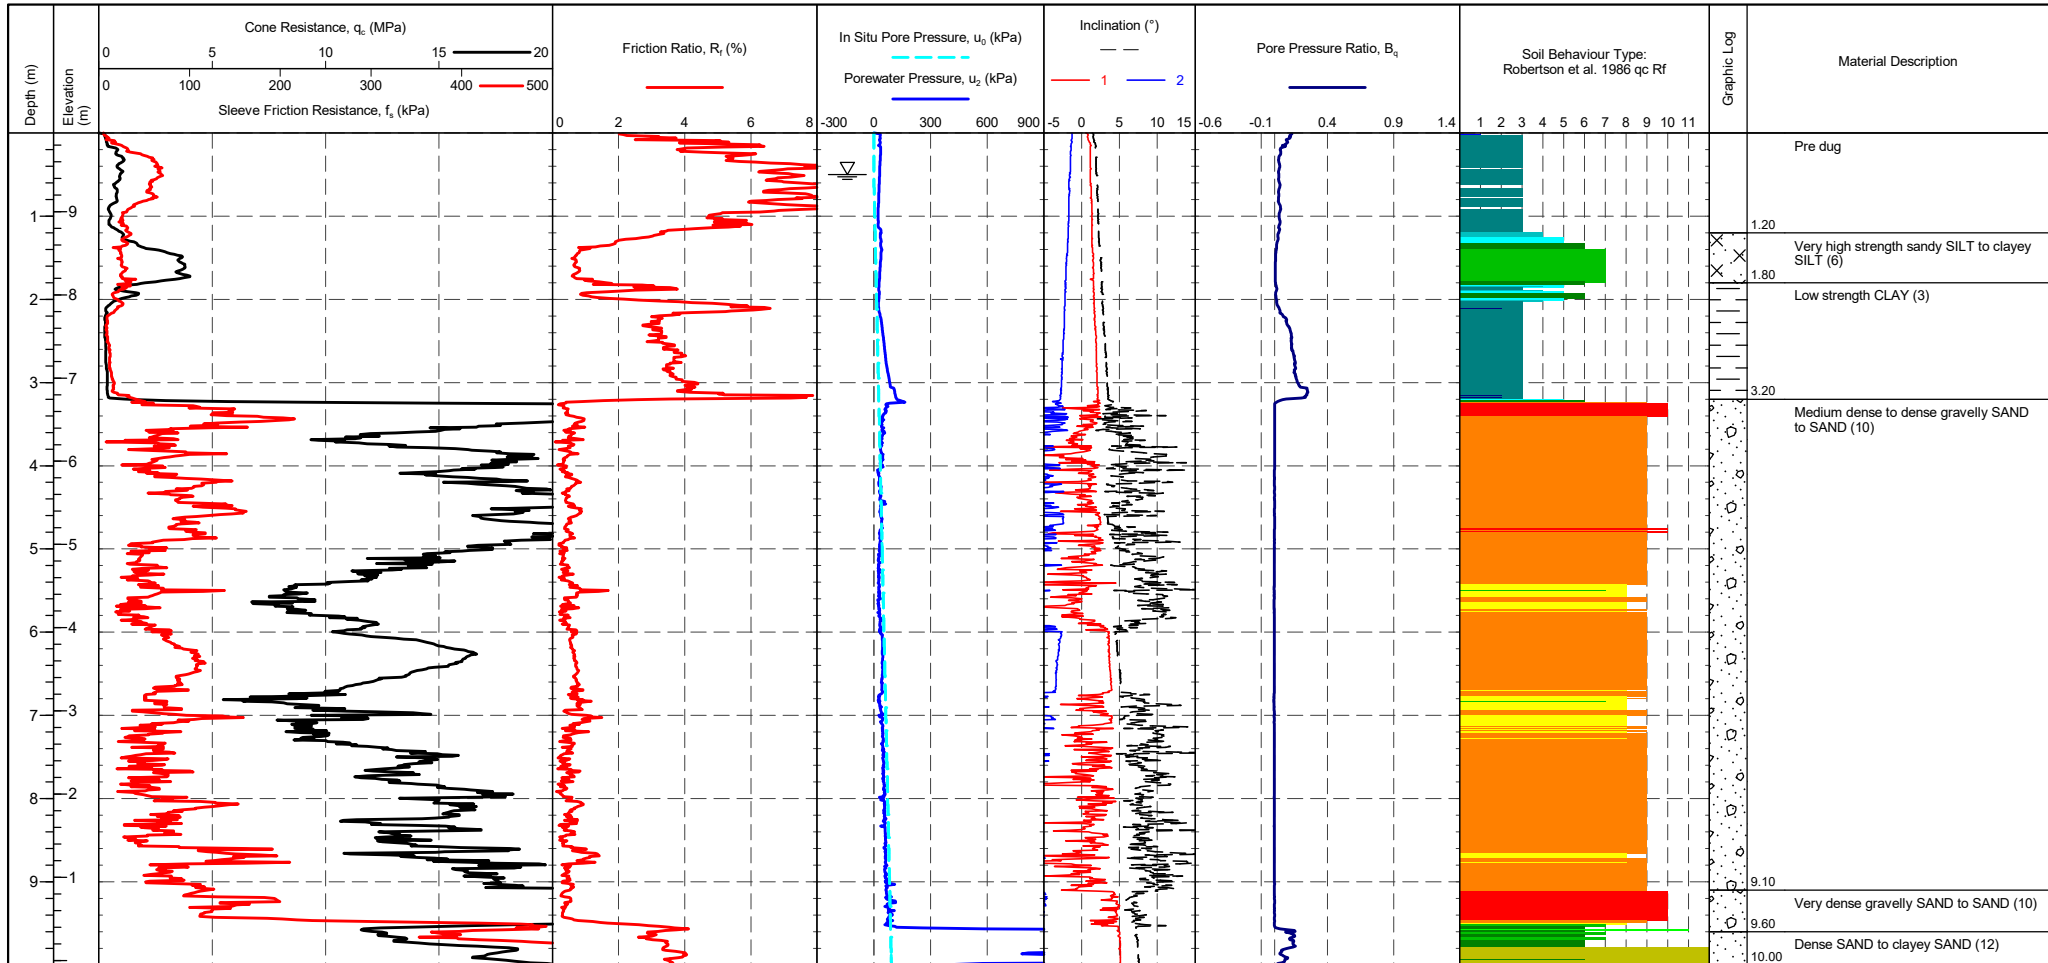 Depth (m)
Elevation (m)
Cone Resistance, qc (MPa)
0 5 10 15 20
0 100 200 300 400 500
Sleeve Friction Resistance, fs (kPa)
Friction Ratio, Rf (%)
0 2 4 6 8
In Situ Pore Pressure, u0 (kPa)
Porewater Pressure, u2 (kPa)
-300 0 300 600 900
Inclination (°)
1 2
-5 0 5 10 15
Pore Pressure Ratio, Bq
-0.6 -0.1 0.4 0.9 1.4
Soil Behaviour Type:
Robertson et al. 1986 qc Rf
1 2 3 4 5 6 7 8 9 10 11
Graphic Log
Material Description
Pre dug
1 9
1.20
Very high strength sandy SILT to clayey
SILT (6)
1.80
2 8
Low strength CLAY (3)
3 7
3.20
Medium dense to dense gravelly SAND
to SAND (10)
4 6
5 5
6 4
7 3
8 2
9 1
9.10
Very dense gravelly SAND to SAND (10)
9.60
Dense SAND to clayey SAND (12)
10.00